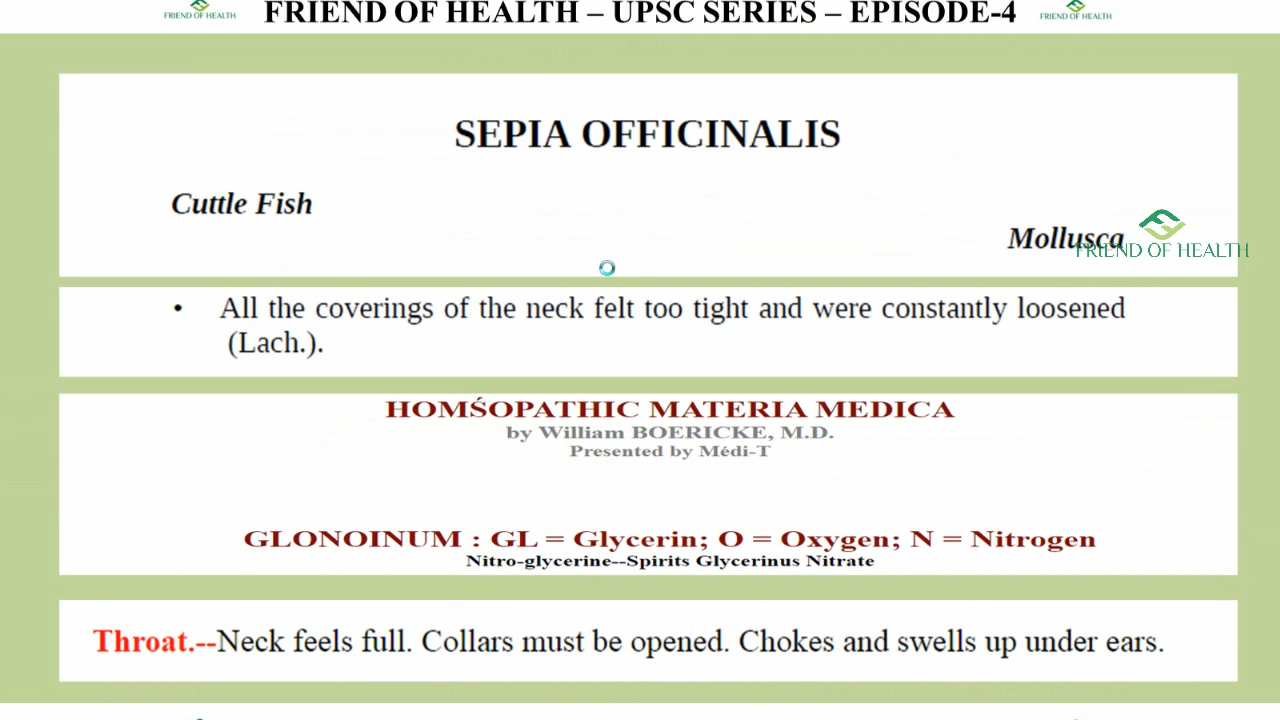 FRIEND OF HEALTH
FRIEND OF HEALTH – UPSC SERIES – EPISODE-4
FRIEND OF HEALTH
SEPIA OFFICINALIS
Cuttle Fish
Mollusca
FRIEND OF HEALTH
• All the coverings of the neck felt too tight and were constantly loosened
(Lach.).
HOMŚOPATHIC MATERIA MEDICA
by William BOERICKE, M.D.
Presented by Médi-T
GLONOINUM : GL = Glycerin; O = Oxygen; N = Nitrogen
Nitro-glycerine--Spirits Glycerinus Nitrate
Throat.--Neck feels full. Collars must be opened. Chokes and swells up under ears.